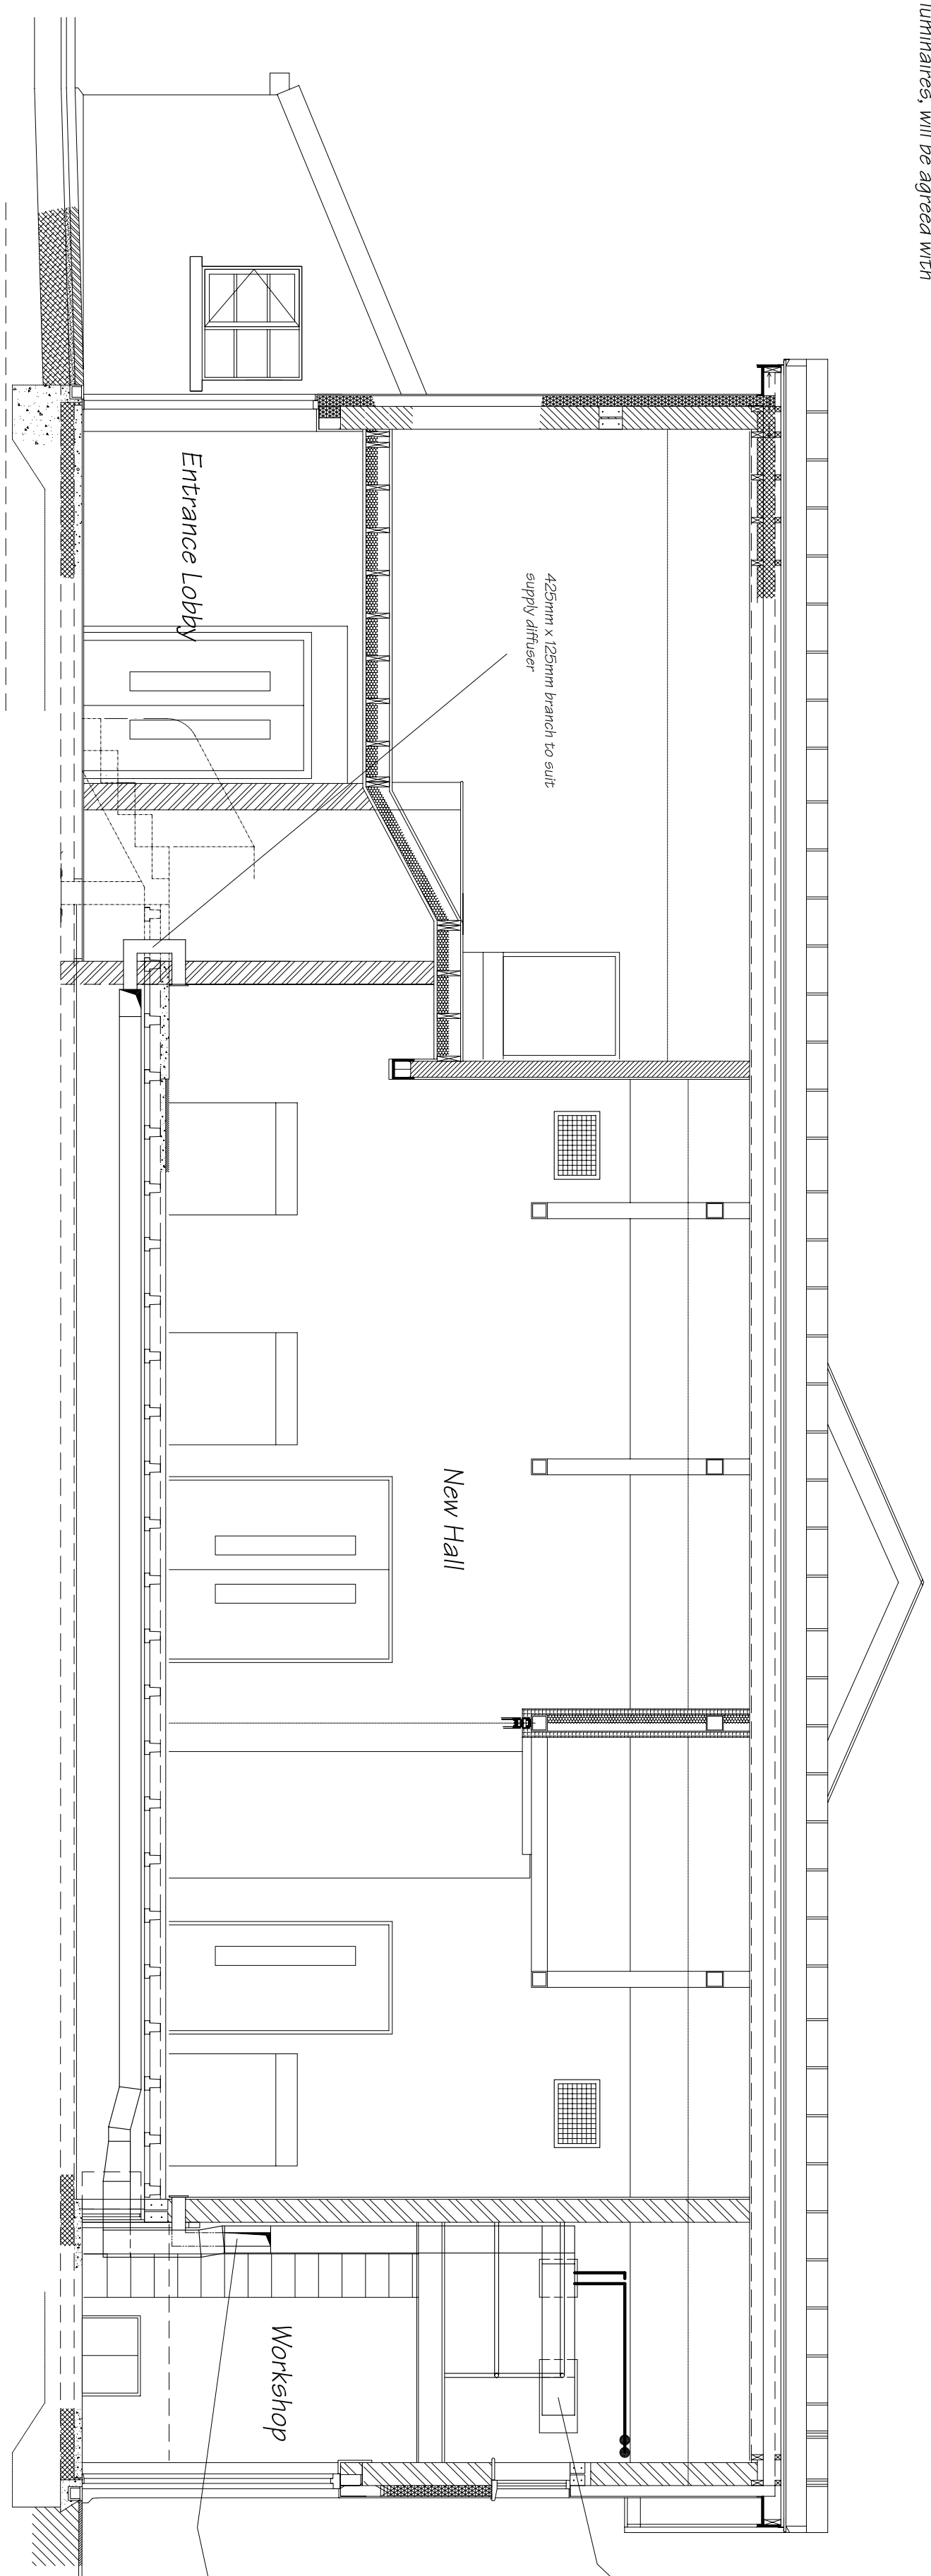 luminaires, will be agreed with
Entrance Lobby
425mm x 125mm branch to suit
supply diffuser
New Hall
Workshop